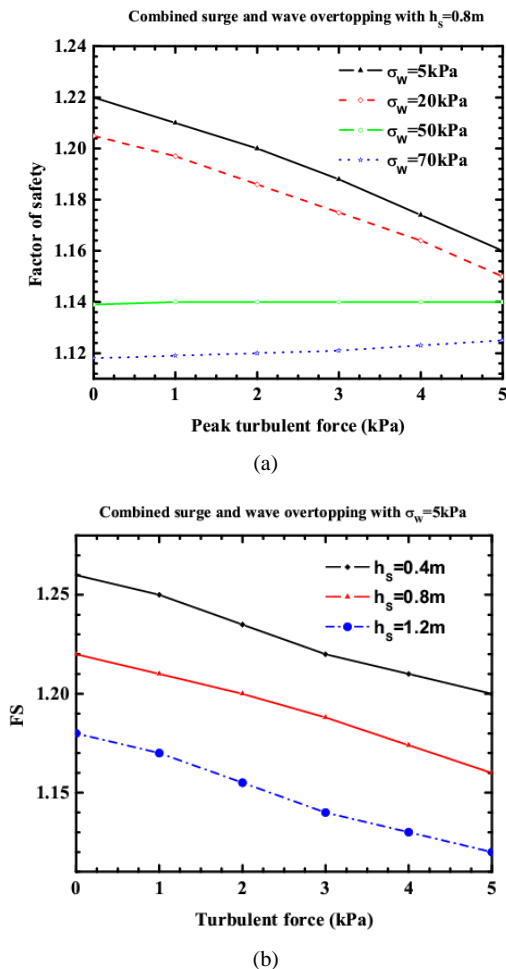 Combined surge and wave overtopping with hs=0.8m
1.24
1.22
1.20
1.18
1.16
1.14
1.12
Factor of safety
σw=5kPa
σw=20kPa
σw=50kPa
σw=70kPa
0 1 2 3 4 5
Peak turbulent force (kPa)
(a)
Combined surge and wave overtopping with σw=5kPa
1.25
1.20
1.15
FS
hs=0.4m
hs=0.8m
hs=1.2m
0 1 2 3 4 5
Turbulent force (kPa)
(b)